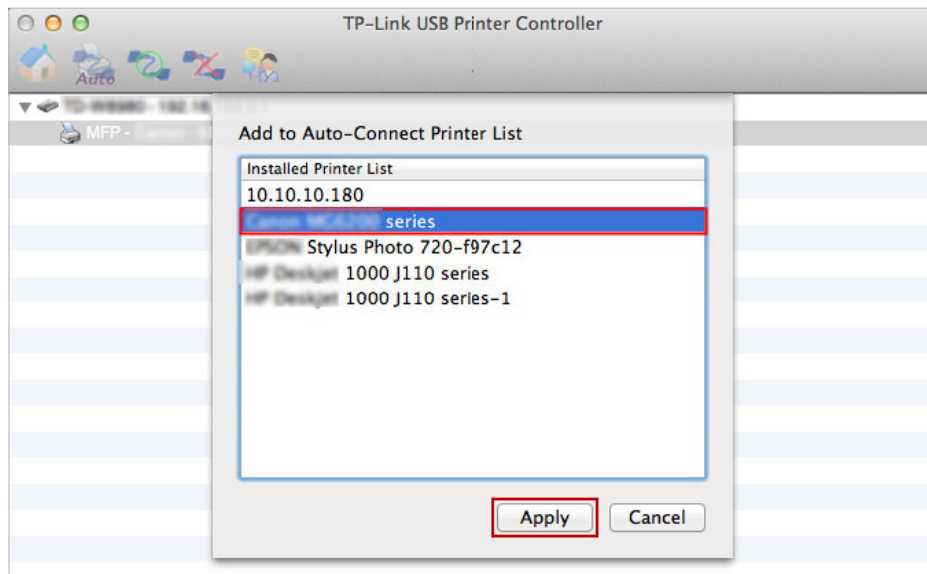 TP-Link USB Printer Controller
Auto
MFP -
Add to Auto-Connect Printer List
Installed Printer List
10.10.10.180
series
Stylus Photo 720-f97c12
1000 J110 series
1000 J110 series-1
Apply Cancel